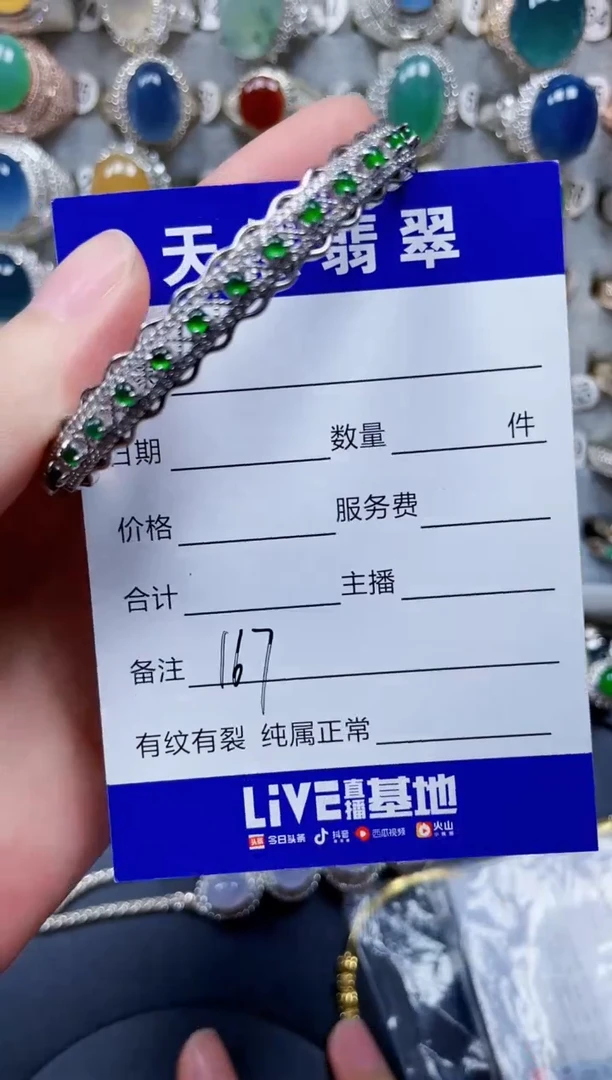 天 翡翠
日期 数量 件
价格 服务费
合计 主播
备注 167
有纹有裂 纯属正常
LiVE直播基地
头条 今日头条 抖音 西瓜视频 火山